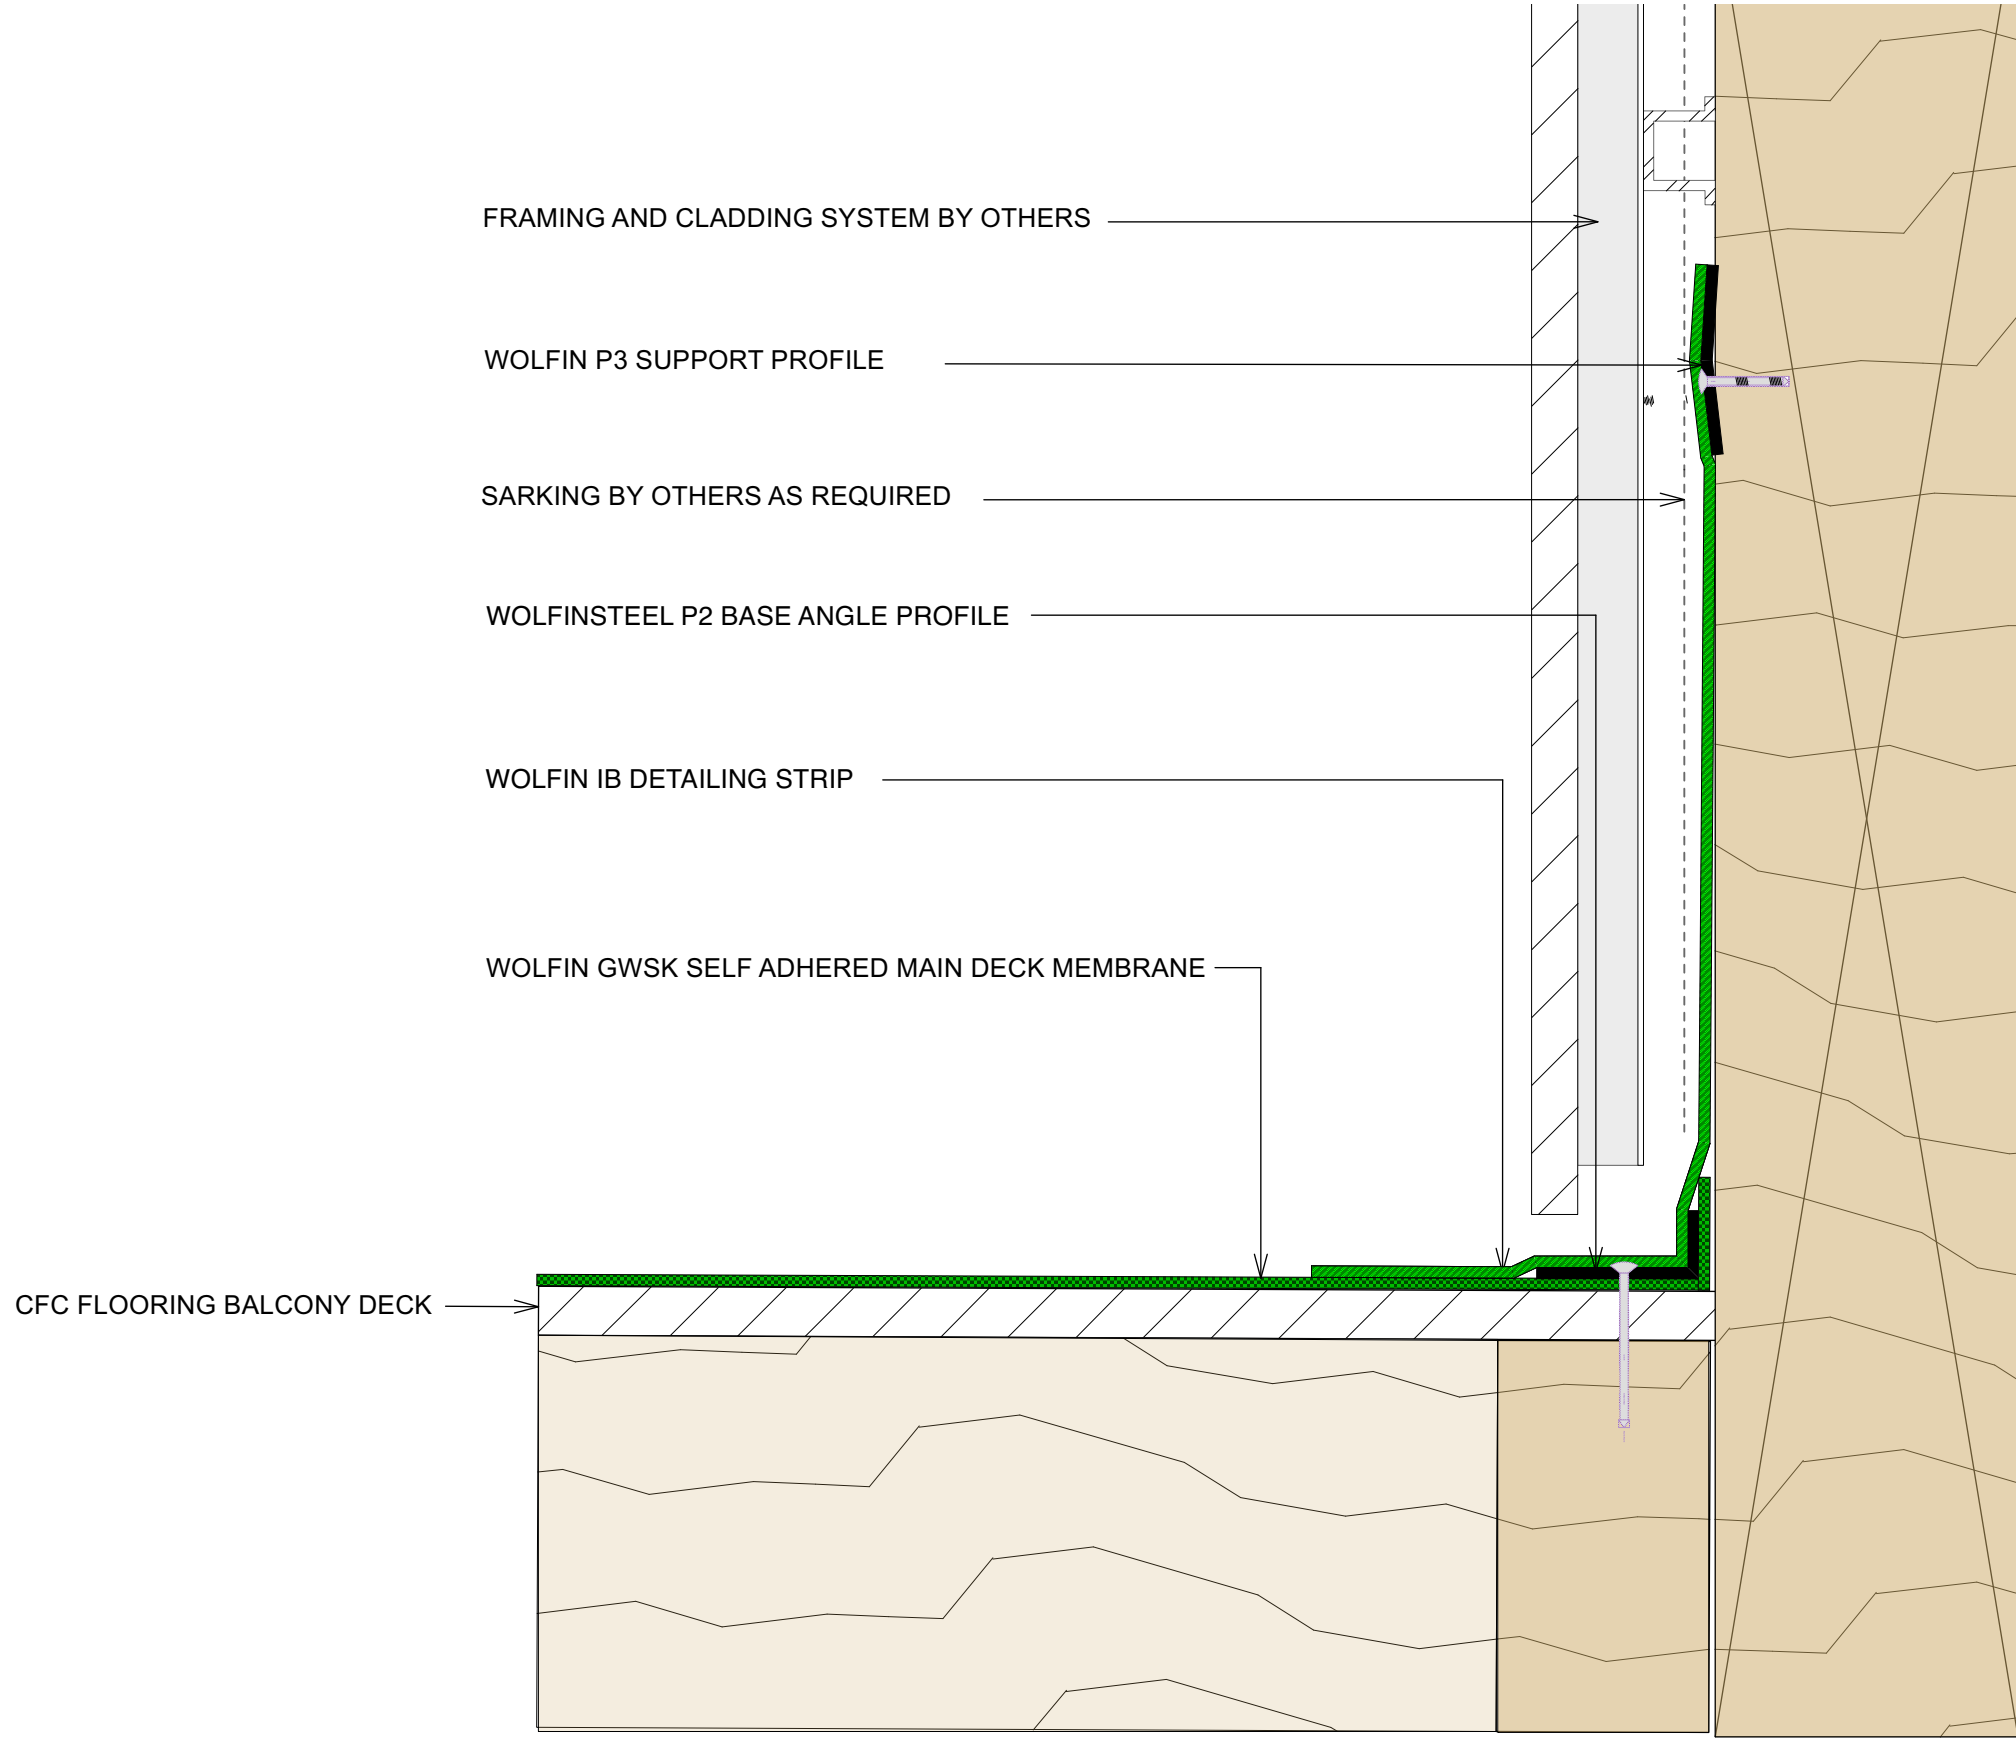 FRAMING AND CLADDING SYSTEM BY OTHERS
WOLFIN P3 SUPPORT PROFILE
SARKING BY OTHERS AS REQUIRED
WOLFINSTEEL P2 BASE ANGLE PROFILE
WOLFIN IB DETAILING STRIP
WOLFIN GWSK SELF ADHERED MAIN DECK MEMBRANE
CFC FLOORING BALCONY DECK